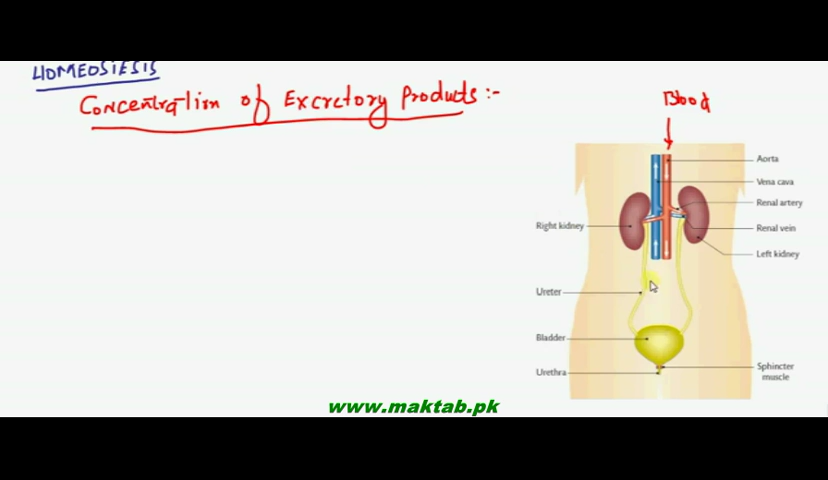 HOMEOSIESIS
Concentration of Excretory Products:-
Blood
Aorta
Vena cava
Renal artery
Right kidney
Renal vein
Left kidney
Ureter
Bladder
Urethra
Sphincter
muscle
www.maktab.pk